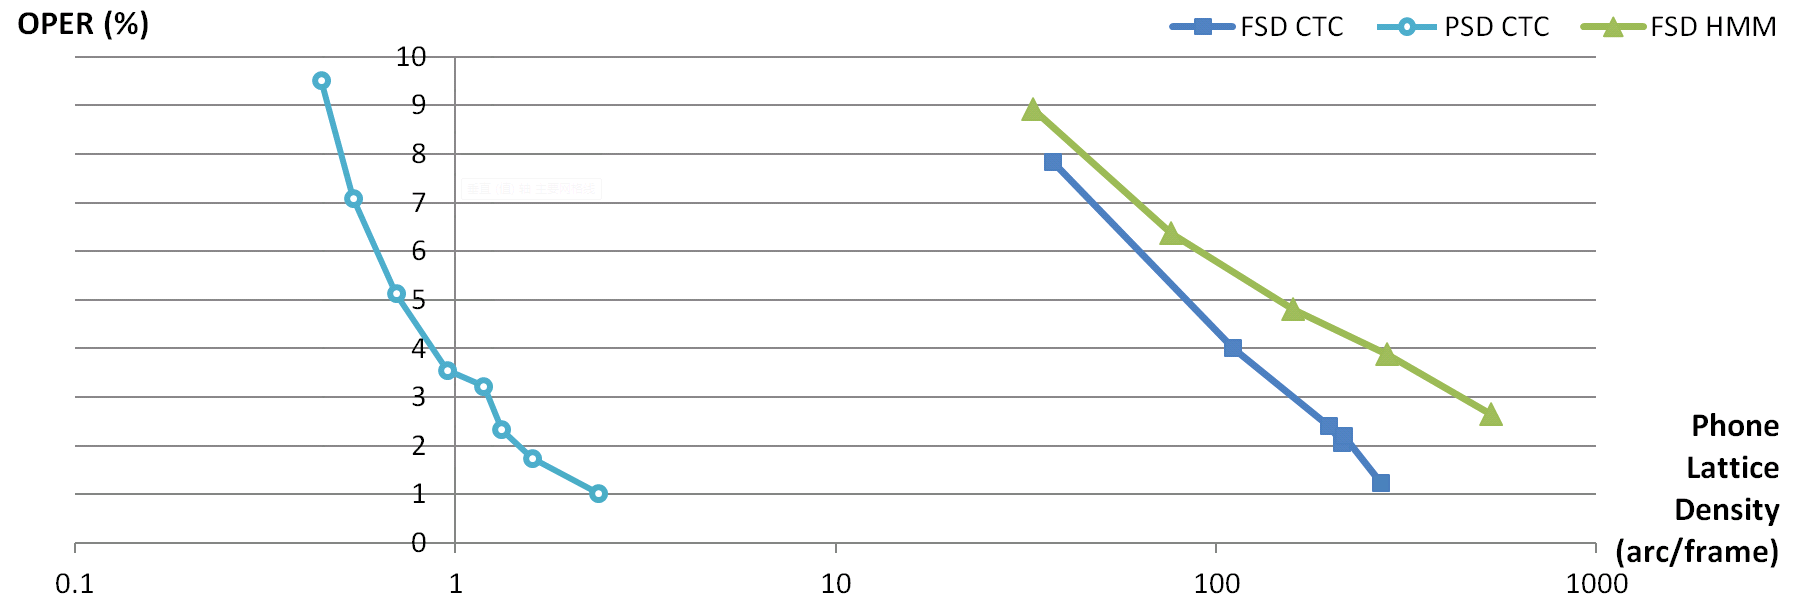 OPER (%)
FSD CTC
PSD CTC
FSD HMM
10
9
8
7
6
5
4
3
2
1
0
0.1
1
10
100
1000
Phone
Lattice
Density
(arc/frame)